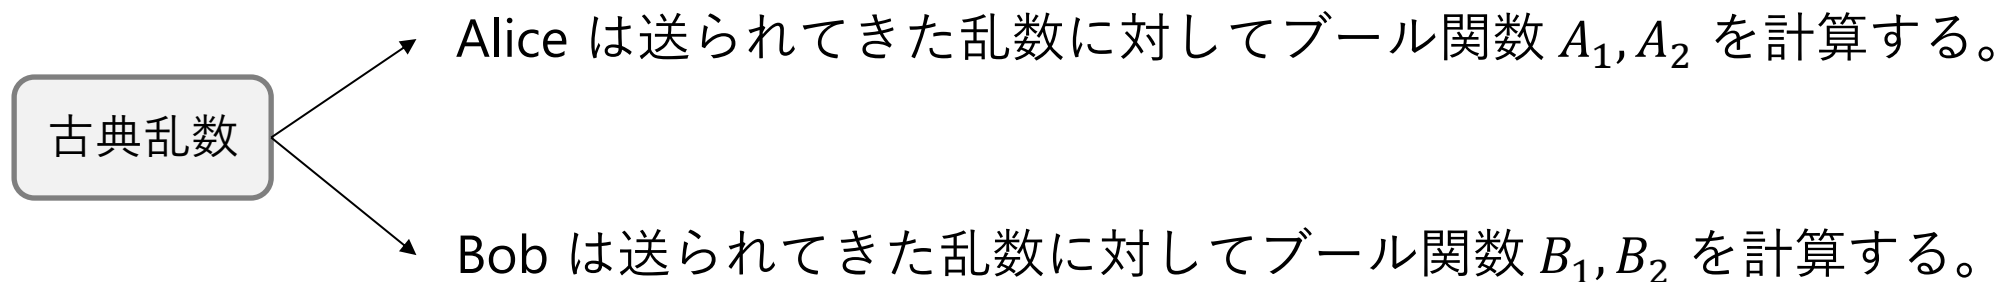 Alice は送られてきた乱数に対してブール関数 A₁, A₂ を計算する。
古典乱数
Bob は送られてきた乱数に対してブール関数 B₁, B₂ を計算する。